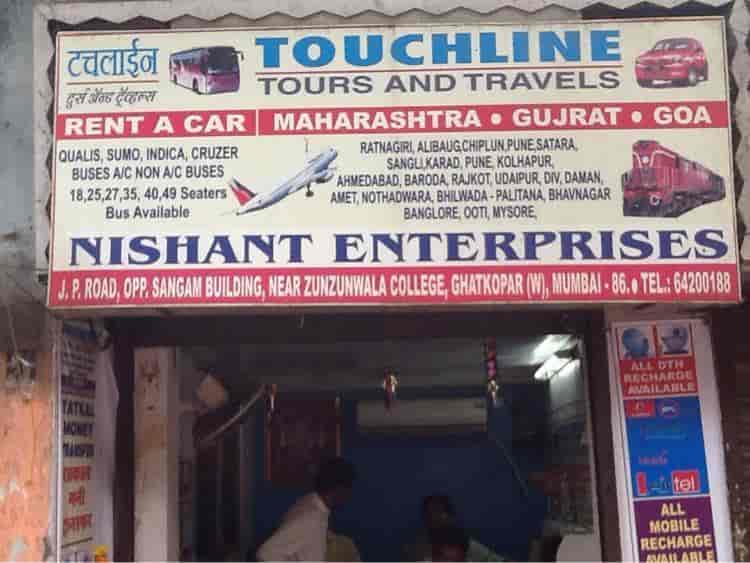 टचलाईन
टुर्स ॲन्ड ट्रॅव्हल्स
TOUCHLINE
TOURS AND TRAVELS
RENT A CAR
MAHARASHTRA • GUJRAT • GOA
QUALIS, SUMO, INDICA, CRUZER
BUSES A/C NON A/C BUSES
18,25,27,35, 40,49 Seaters
Bus Available
RATNAGIRI, ALIBAUG,CHIPLUN,PUNE,SATARA,
SANGLI,KARAD, PUNE, KOLHAPUR,
AHMEDABAD, BARODA, RAJKOT, UDAIPUR, DIV, DAMAN,
AMET, NOTHADWARA, BHILWADA - PALITANA, BHAVNAGAR
BANGLORE, OOTI, MYSORE,
NISHANT ENTERPRISES
J. P. ROAD, OPP. SANGAM BUILDING, NEAR ZUNZUNWALA COLLEGE, GHATKOPAR (W), MUMBAI - 86. • TEL.: 64200188
TATKAL
MONEY
TRANSFER
ALL DTH
RECHARGE
AVAILABLE
ALL
MOBILE
RECHARGE
AVAILABLE